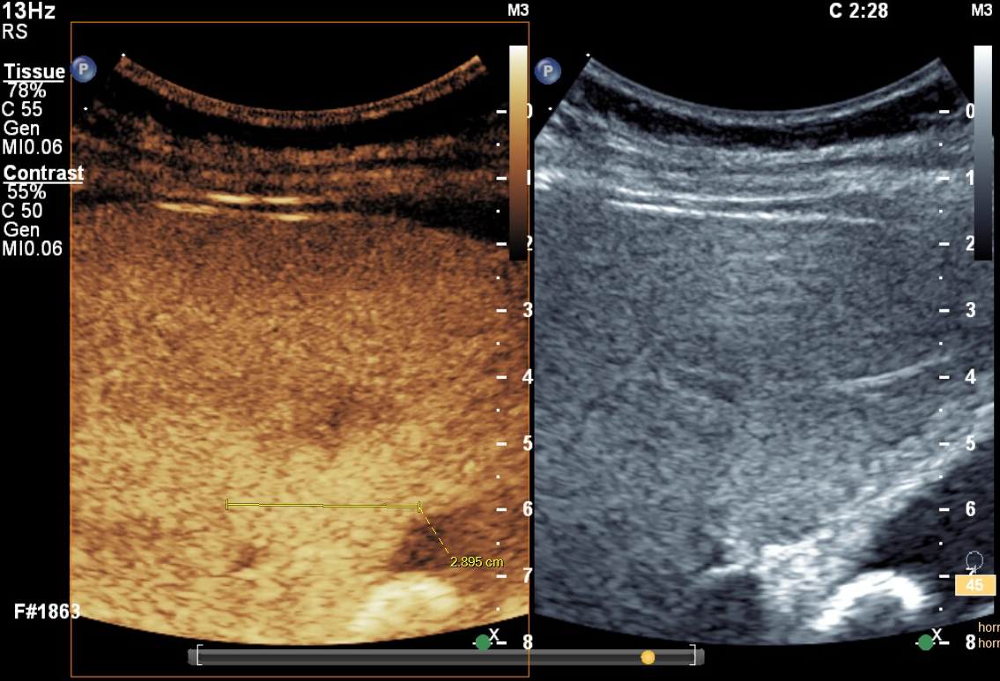 13Hz
RS
M3
C 2:28
M3
P
P
Tissue
78%
C 55
Gen
MI0.06
Contrast
55%
C 50
Gen
MI0.06
0
1
2
3
4
5
6
7
8
0
1
2
3
4
5
6
7
8
2.895 cm
45
F#1863
X
X
horr
horr